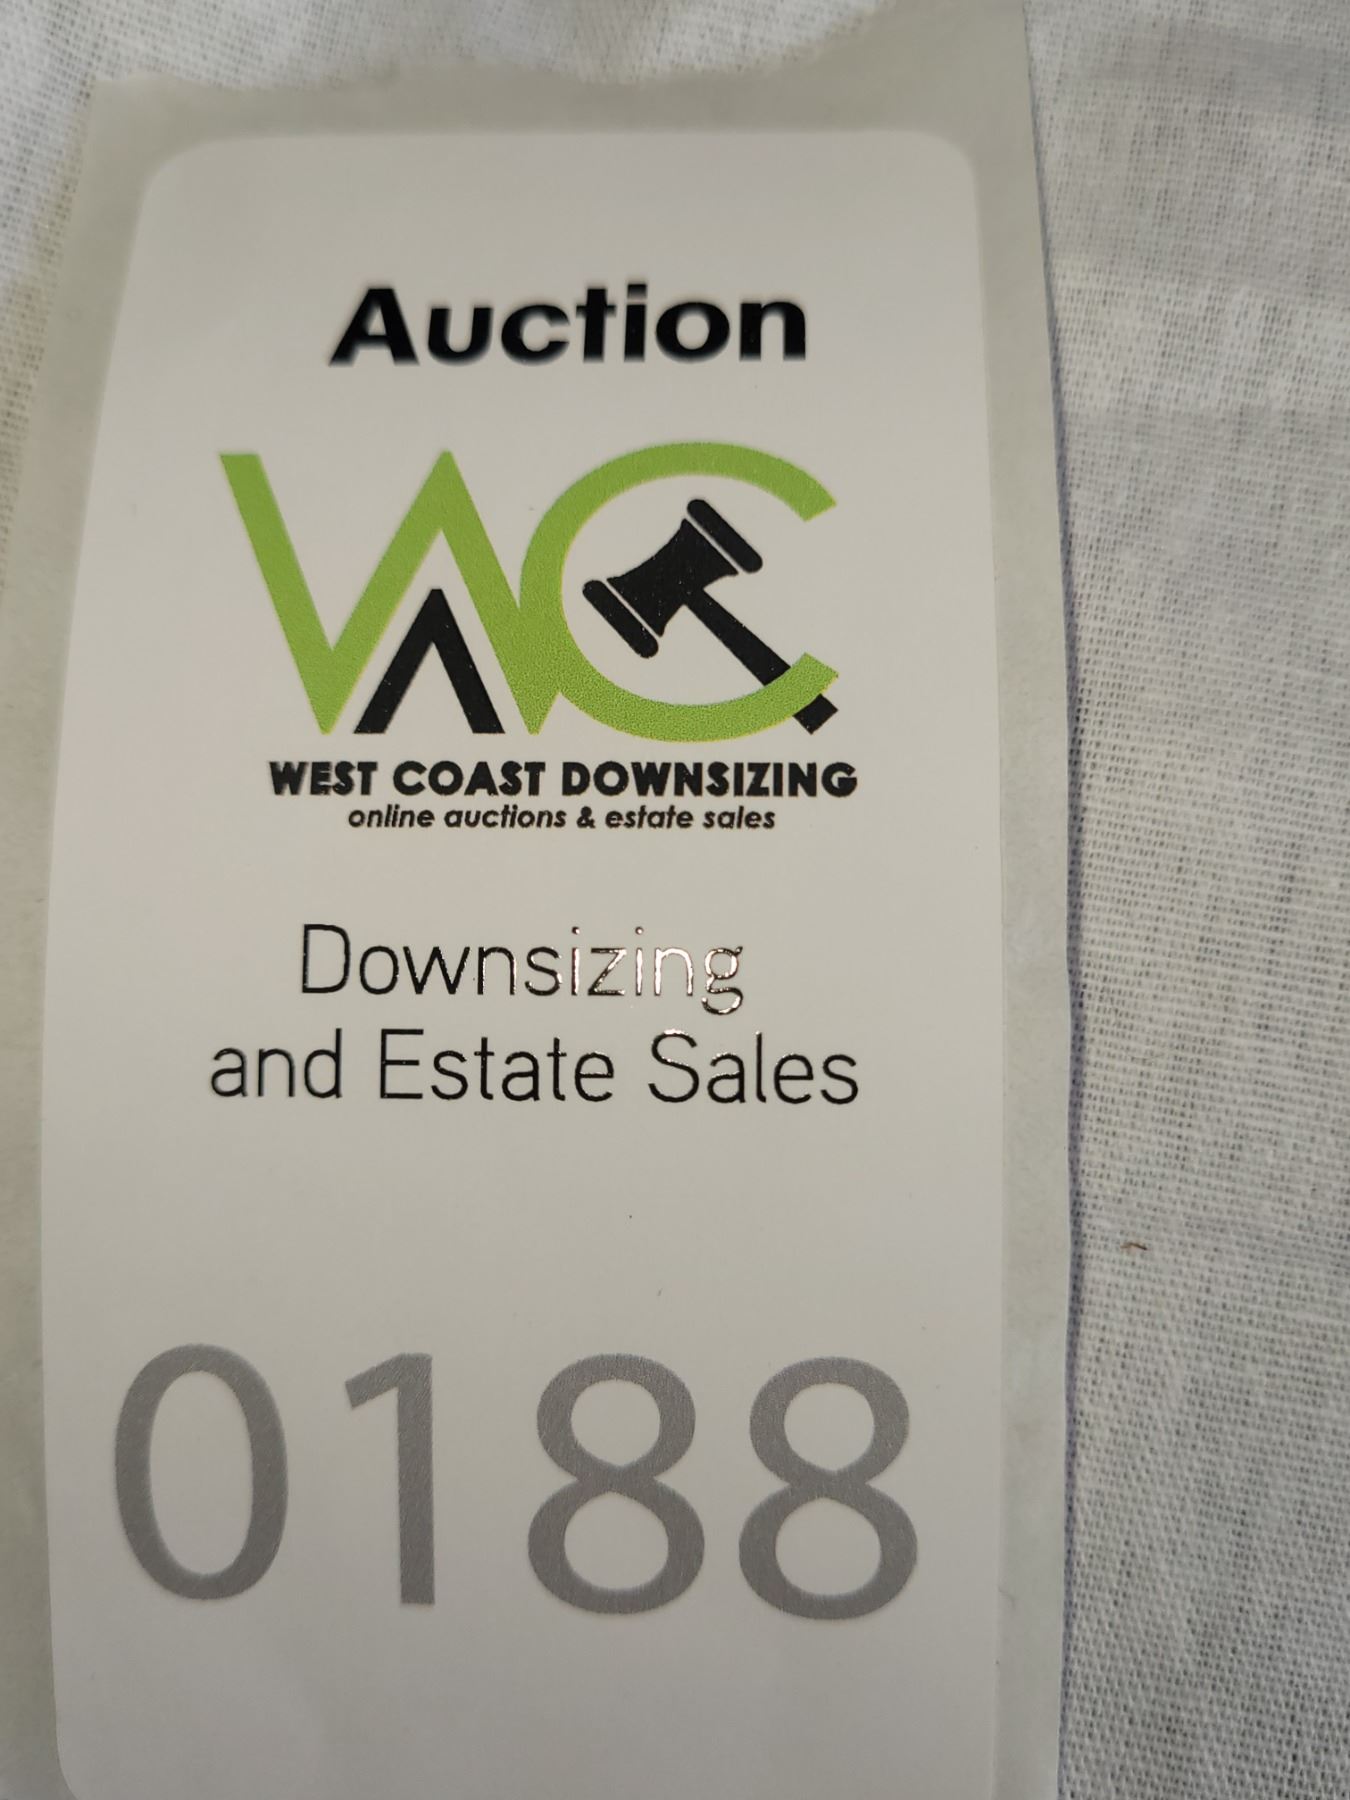 Auction
WC
WEST COAST DOWNSIZING
online auctions & estate sales
Downsizing
and Estate Sales
0188